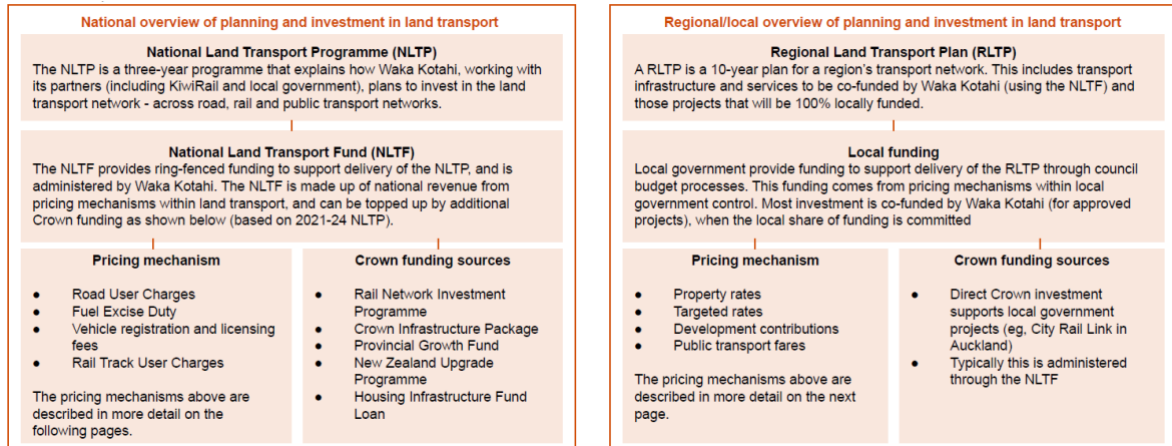 National overview of planning and investment in land transport
National Land Transport Programme (NLTP)
The NLTP is a three-year programme that explains how Waka Kotahi, working with
its partners (including KiwiRail and local government), plans to invest in the land
transport network - across road, rail and public transport networks.
National Land Transport Fund (NLTF)
The NLTF provides ring-fenced funding to support delivery of the NLTP, and is
administered by Waka Kotahi. The NLTF is made up of national revenue from
pricing mechanisms within land transport, and can be topped up by additional
Crown funding as shown below (based on 2021-24 NLTP).
Pricing mechanism
● Road User Charges
● Fuel Excise Duty
● Vehicle registration and licensing
fees
● Rail Track User Charges
The pricing mechanisms above are
described in more detail on the
following pages.
Crown funding sources
● Rail Network Investment
Programme
● Crown Infrastructure Package
● Provincial Growth Fund
● New Zealand Upgrade
Programme
● Housing Infrastructure Fund
Loan
Regional/local overview of planning and investment in land transport
Regional Land Transport Plan (RLTP)
A RLTP is a 10-year plan for a region's transport network. This includes transport
infrastructure and services to be co-funded by Waka Kotahi (using the NLTF) and
those projects that will be 100% locally funded.
Local funding
Local government provide funding to support delivery of the RLTP through council
budget processes. This funding comes from pricing mechanisms within local
government control. Most investment is co-funded by Waka Kotahi (for approved
projects), when the local share of funding is committed
Pricing mechanism
● Property rates
● Targeted rates
● Development contributions
● Public transport fares
The pricing mechanisms above are
described in more detail on the next
page.
Crown funding sources
● Direct Crown investment
supports local government
projects (eg, City Rail Link in
Auckland)
● Typically this is administered
through the NLTF